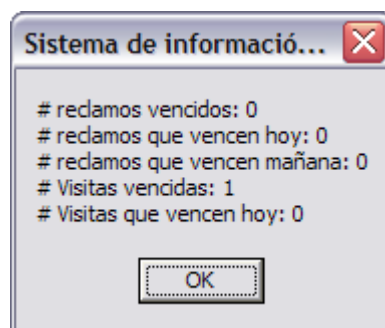 Sistema de informació...
# reclamos vencidos: 0
# reclamos que vencen hoy: 0
# reclamos que vencen mañana: 0
# Visitas vencidas: 1
# Visitas que vencen hoy: 0
OK